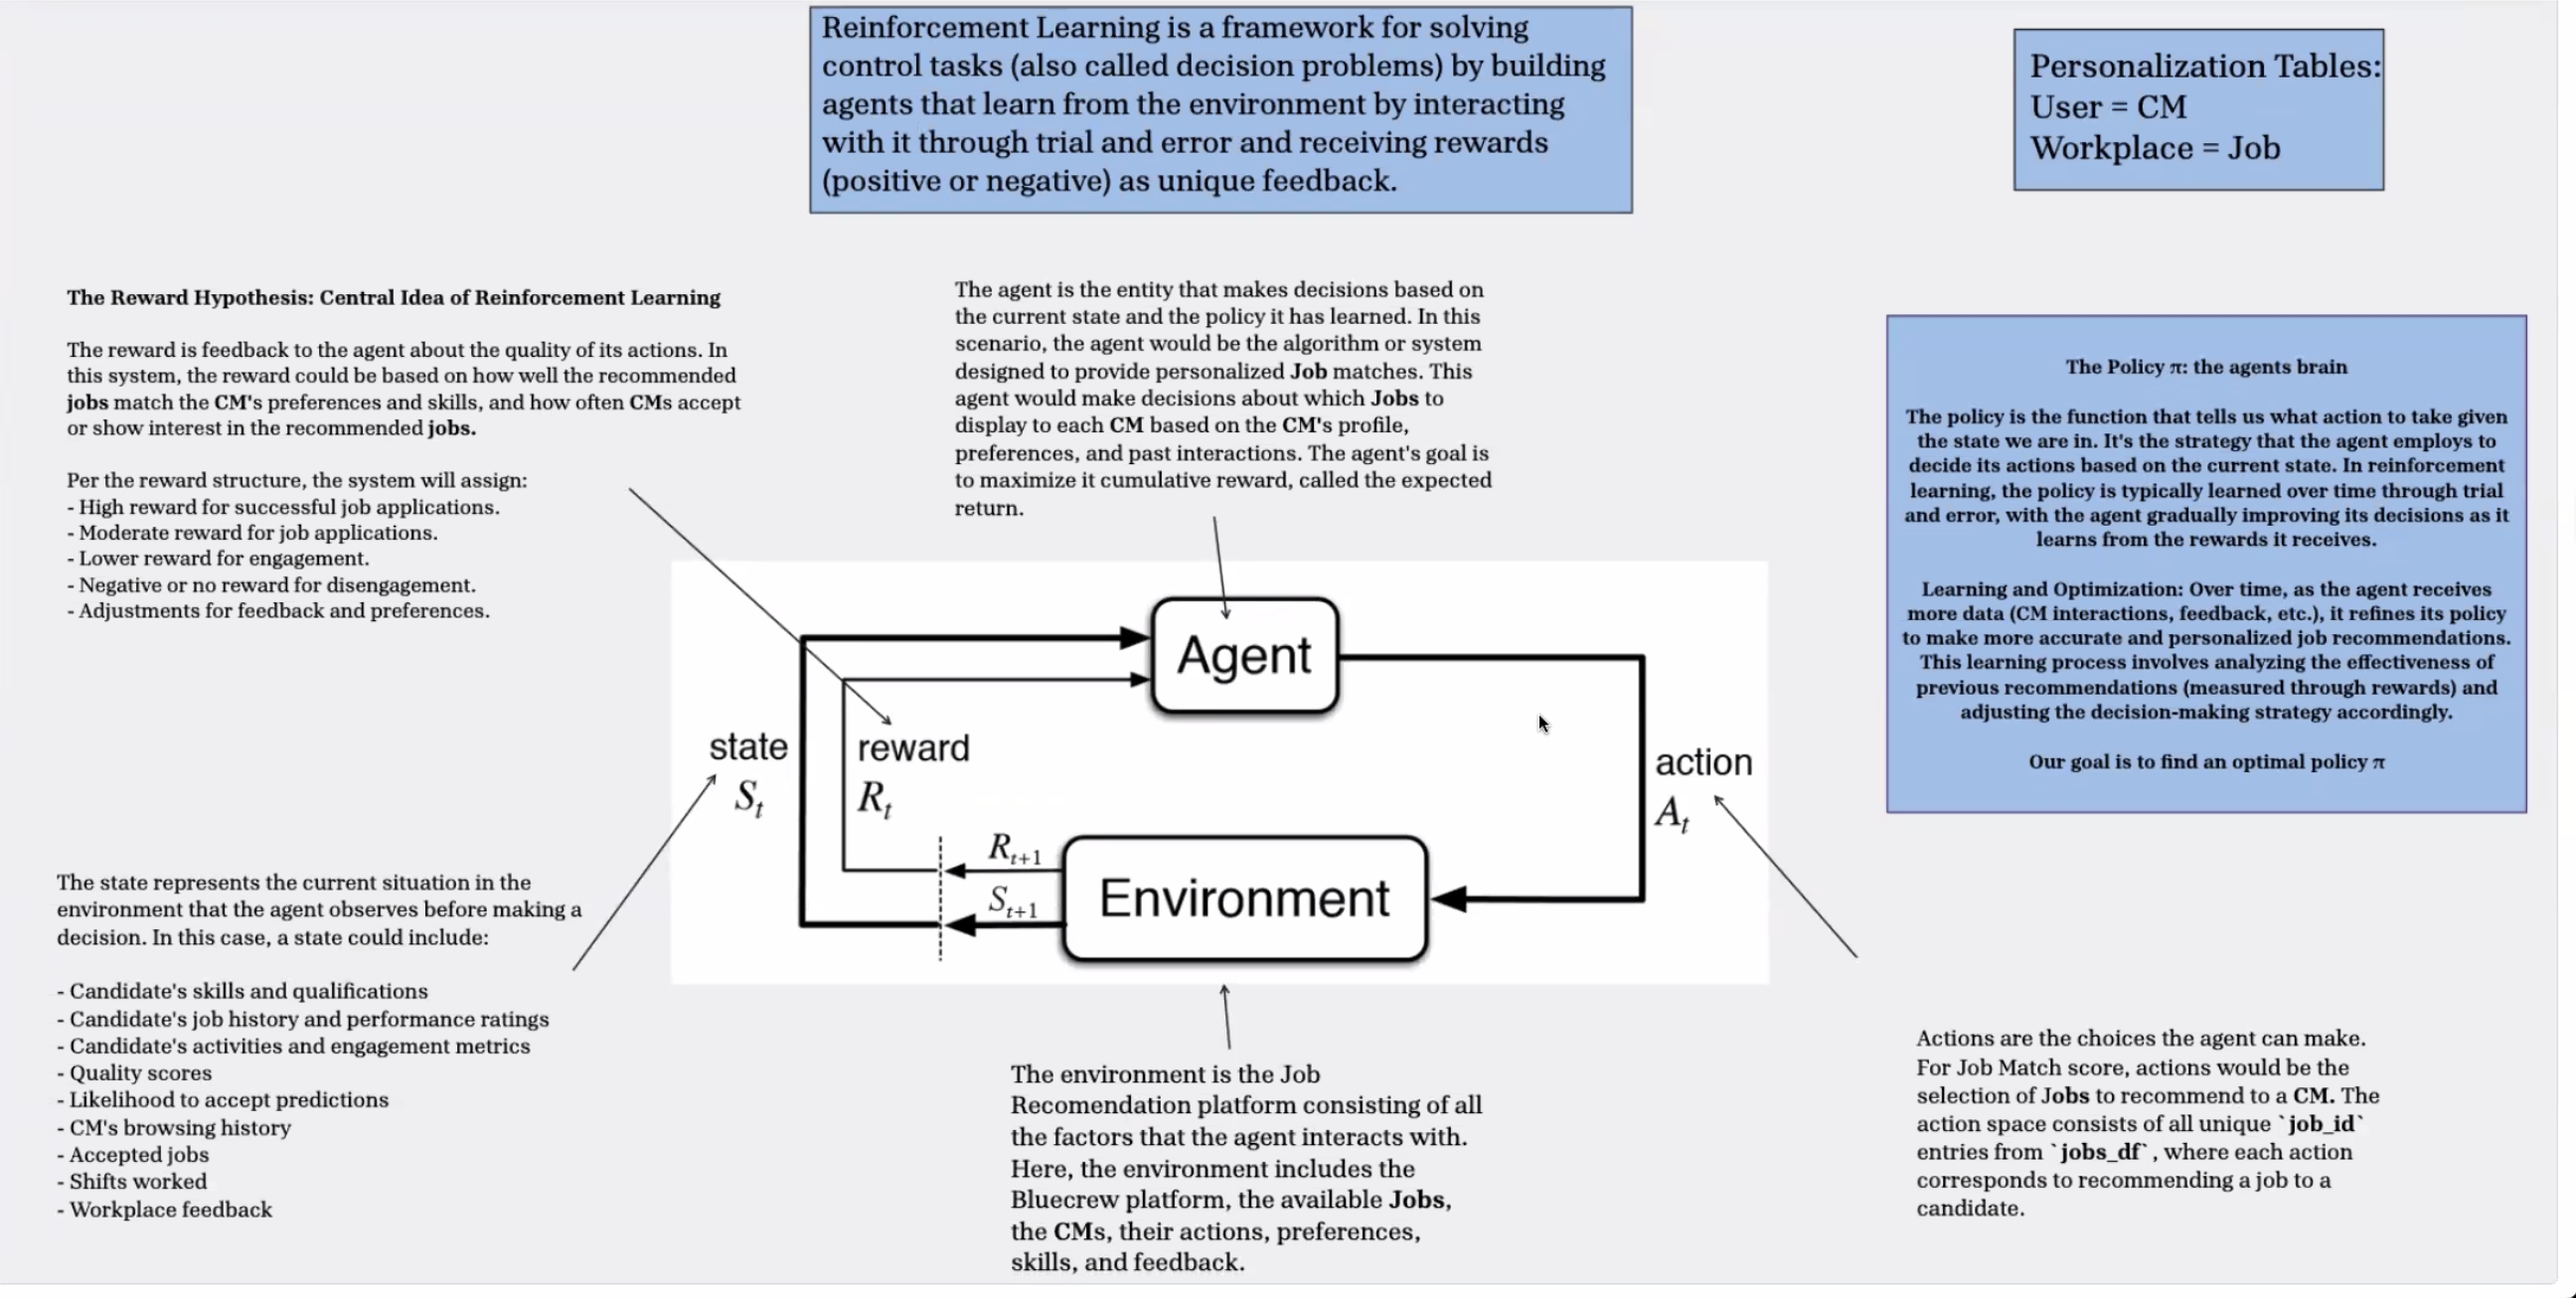 Reinforcement Learning is a framework for solving
control tasks (also called decision problems) by building
agents that learn from the environment by interacting
with it through trial and error and receiving rewards
(positive or negative) as unique feedback.
Personalization Tables:
User = CM
Workplace = Job
The Reward Hypothesis: Central Idea of Reinforcement Learning
The reward is feedback to the agent about the quality of its actions. In
this system, the reward could be based on how well the recommended
jobs match the CM's preferences and skills, and how often CMs accept
or show interest in the recommended jobs.
Per the reward structure, the system will assign:
- High reward for successful job applications.
- Moderate reward for job applications.
- Lower reward for engagement.
- Negative or no reward for disengagement.
- Adjustments for feedback and preferences.
The agent is the entity that makes decisions based on
the current state and the policy it has learned. In this
scenario, the agent would be the algorithm or system
designed to provide personalized Job matches. This
agent would make decisions about which Jobs to
display to each CM based on the CM's profile,
preferences, and past interactions. The agent's goal is
to maximize it cumulative reward, called the expected
return.
The Policy π: the agents brain
The policy is the function that tells us what action to take given
the state we are in. It's the strategy that the agent employs to
decide its actions based on the current state. In reinforcement
learning, the policy is typically learned over time through trial
and error, with the agent gradually improving its decisions as it
learns from the rewards it receives.
Learning and Optimization: Over time, as the agent receives
more data (CM interactions, feedback, etc.), it refines its policy
to make more accurate and personalized job recommendations.
This learning process involves analyzing the effectiveness of
previous recommendations (measured through rewards) and
adjusting the decision-making strategy accordingly.
Our goal is to find an optimal policy π
Agent
state
S_t
reward
R_t
action
A_t
R_{t+1}
S_{t+1}
Environment
The state represents the current situation in the
environment that the agent observes before making a
decision. In this case, a state could include:
- Candidate's skills and qualifications
- Candidate's job history and performance ratings
- Candidate's activities and engagement metrics
- Quality scores
- Likelihood to accept predictions
- CM's browsing history
- Accepted jobs
- Shifts worked
- Workplace feedback
The environment is the Job
Recomendation platform consisting of all
the factors that the agent interacts with.
Here, the environment includes the
Bluecrew platform, the available Jobs,
the CMs, their actions, preferences,
skills, and feedback.
Actions are the choices the agent can make.
For Job Match score, actions would be the
selection of Jobs to recommend to a CM. The
action space consists of all unique `job_id`
entries from `jobs_df`, where each action
corresponds to recommending a job to a
candidate.